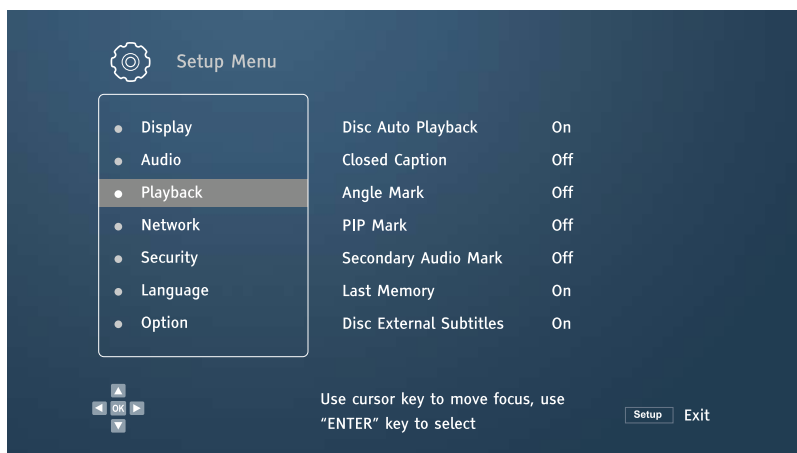 Setup Menu
Display
Audio
Playback
Network
Security
Language
Option
Disc Auto Playback On
Closed Caption Off
Angle Mark Off
PIP Mark Off
Secondary Audio Mark Off
Last Memory On
Disc External Subtitles On
OK
Use cursor key to move focus, use
“ENTER” key to select
Setup Exit